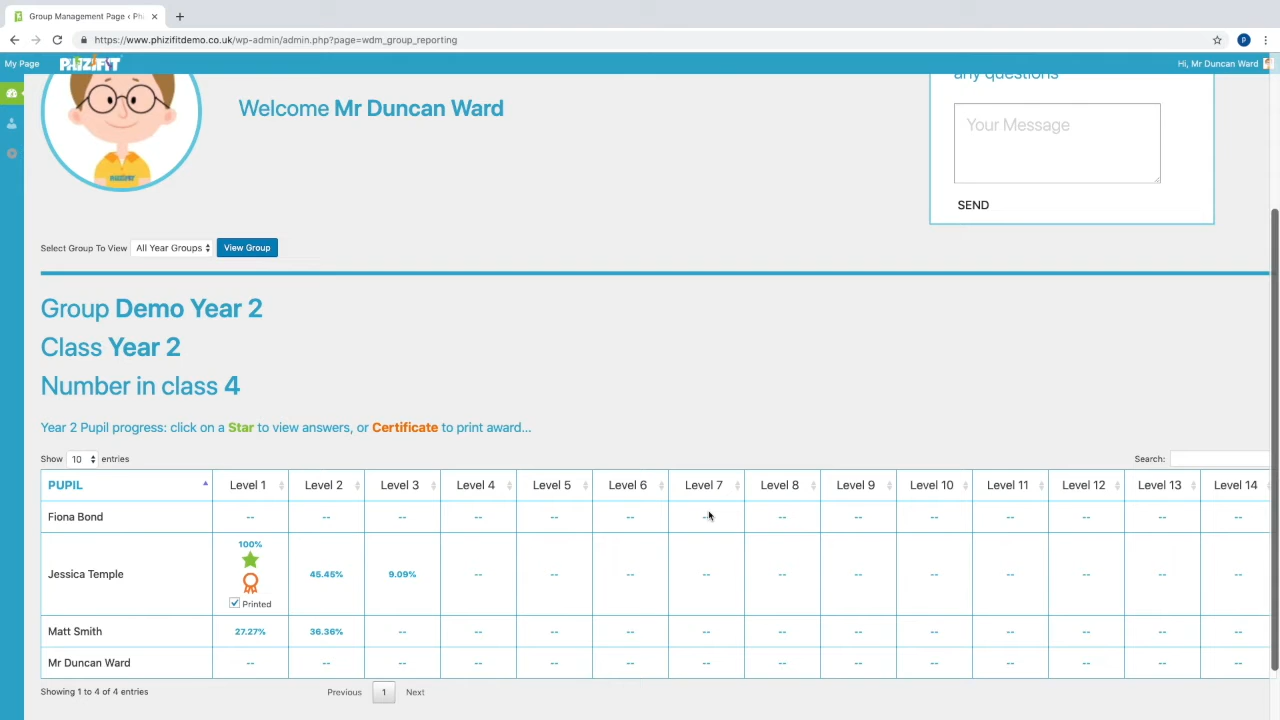 Group Management Page ‹ Ph
https://www.phizifitdemo.co.uk/wp-admin/admin.php?page=wdm_group_reporting
My Page PHiZiFiT Hi, Mr Duncan Ward
any questions
Welcome Mr Duncan Ward
Your Message
PHIZIFIT
SEND
Select Group To View All Year Groups View Group
Group Demo Year 2
Class Year 2
Number in class 4
Year 2 Pupil progress: click on a Star to view answers, or Certificate to print award...
Show 10 entries Search:
PUPIL Level 1 Level 2 Level 3 Level 4 Level 5 Level 6 Level 7 Level 8 Level 9 Level 10 Level 11 Level 12 Level 13 Level 14
Fiona Bond -- -- -- -- -- -- -- -- -- -- -- -- -- --
100%
Jessica Temple 45.45% 9.09% -- -- -- -- -- -- -- -- -- -- --
Printed
Matt Smith 27.27% 36.36% -- -- -- -- -- -- -- -- -- -- -- --
Mr Duncan Ward -- -- -- -- -- -- -- -- -- -- -- -- -- --
Showing 1 to 4 of 4 entries Previous 1 Next